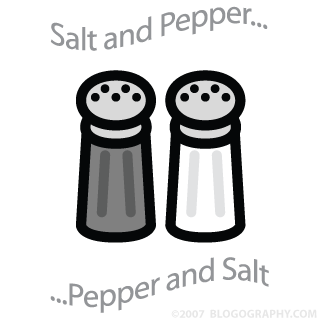 Salt and Pepper...
...Pepper and Salt
©2007 BLOGOGRAPHY.COM